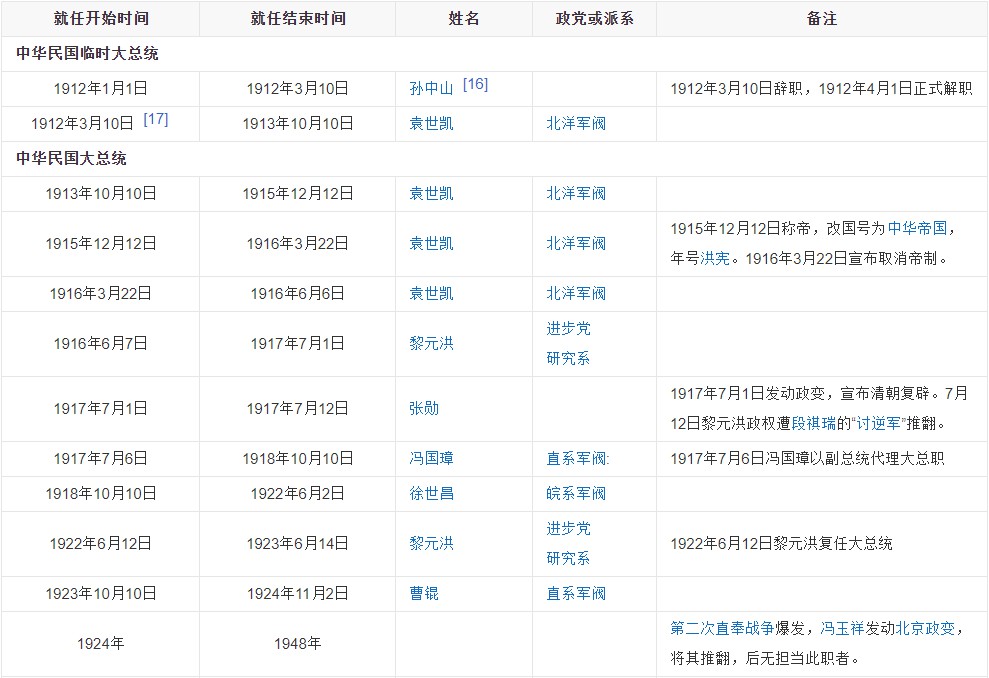 就任开始时间 就任结束时间 姓名 政党或派系 备注
中华民国临时大总统
1912年1月1日 1912年3月10日 孙中山 [16] 1912年3月10日辞职，1912年4月1日正式解职
1912年3月10日 [17] 1913年10月10日 袁世凯 北洋军阀
中华民国大总统
1913年10月10日 1915年12月12日 袁世凯 北洋军阀
1915年12月12日 1916年3月22日 袁世凯 北洋军阀 1915年12月12日称帝，改国号为中华帝国，
年号洪宪。1916年3月22日宣布取消帝制。
1916年3月22日 1916年6月6日 袁世凯 北洋军阀
1916年6月7日 1917年7月1日 黎元洪 进步党
研究系
1917年7月1日 1917年7月12日 张勋 1917年7月1日发动政变，宣布清朝复辟。7月
12日黎元洪政权遭段祺瑞的“讨逆军”推翻。
1917年7月6日 1918年10月10日 冯国璋 直系军阀: 1917年7月6日冯国璋以副总统代理大总职
1918年10月10日 1922年6月2日 徐世昌 皖系军阀
1922年6月12日 1923年6月14日 黎元洪 进步党
研究系 1922年6月12日黎元洪复任大总统
1923年10月10日 1924年11月2日 曹锟 直系军阀
1924年 1948年 第二次直奉战争爆发，冯玉祥发动北京政变，
将其推翻，后无担当此职者。